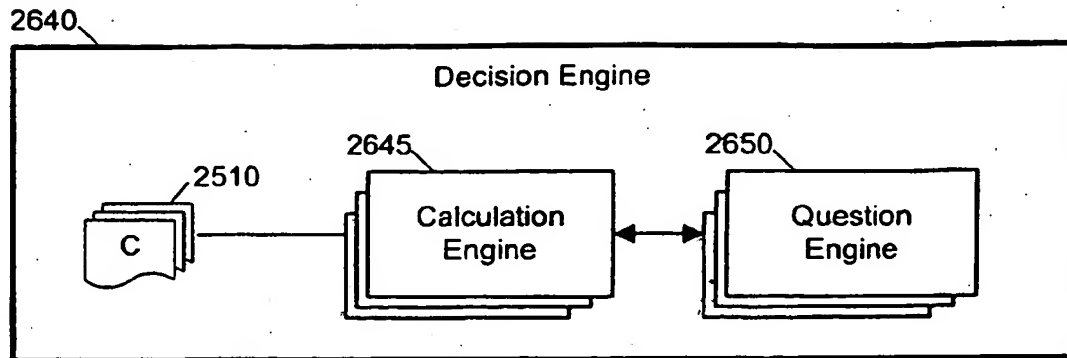 2640
Decision Engine
2645
2650
2510
C
Calculation
Engine
Question
Engine